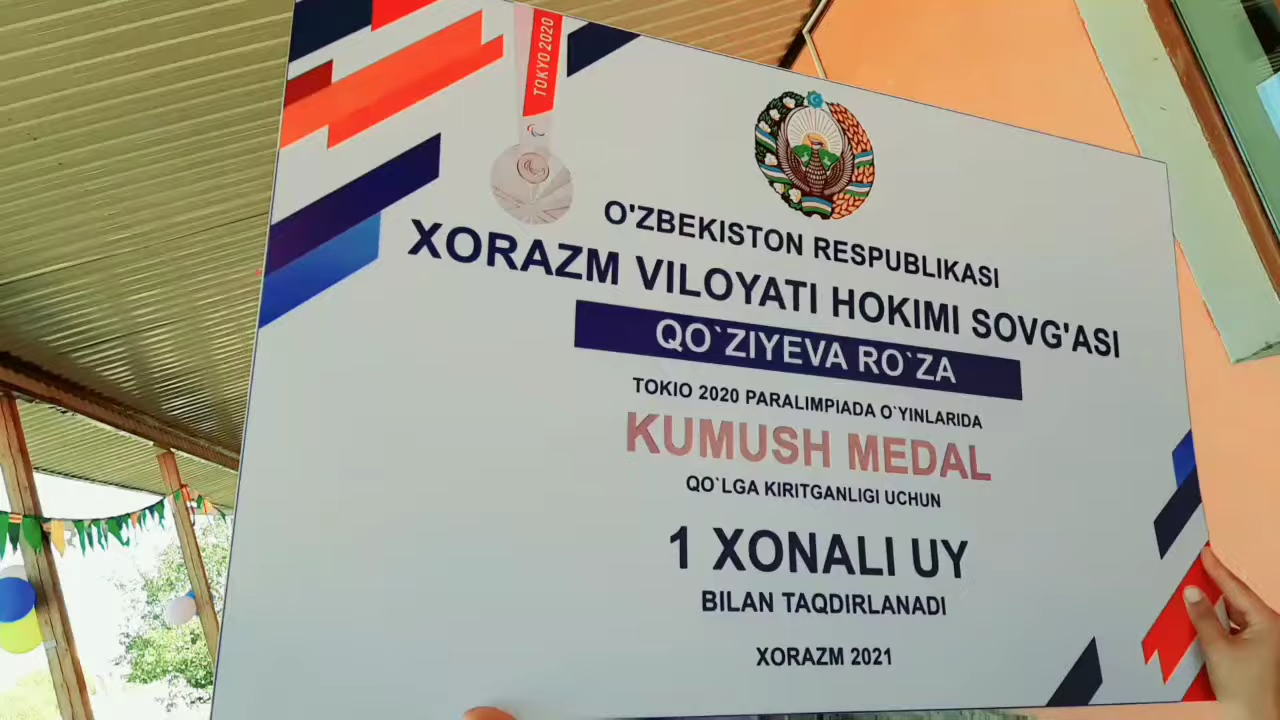 TOKYO 2020
O'ZBEKISTON RESPUBLIKASI
XORAZM VILOYATI HOKIMI SOVG'ASI
QO`ZIYEVA RO`ZA
TOKIO 2020 PARALIMPIADA O`YINLARIDA
KUMUSH MEDAL
QO`LGA KIRITGANLIGI UCHUN
1 XONALI UY
BILAN TAQDIRLANADI
XORAZM 2021